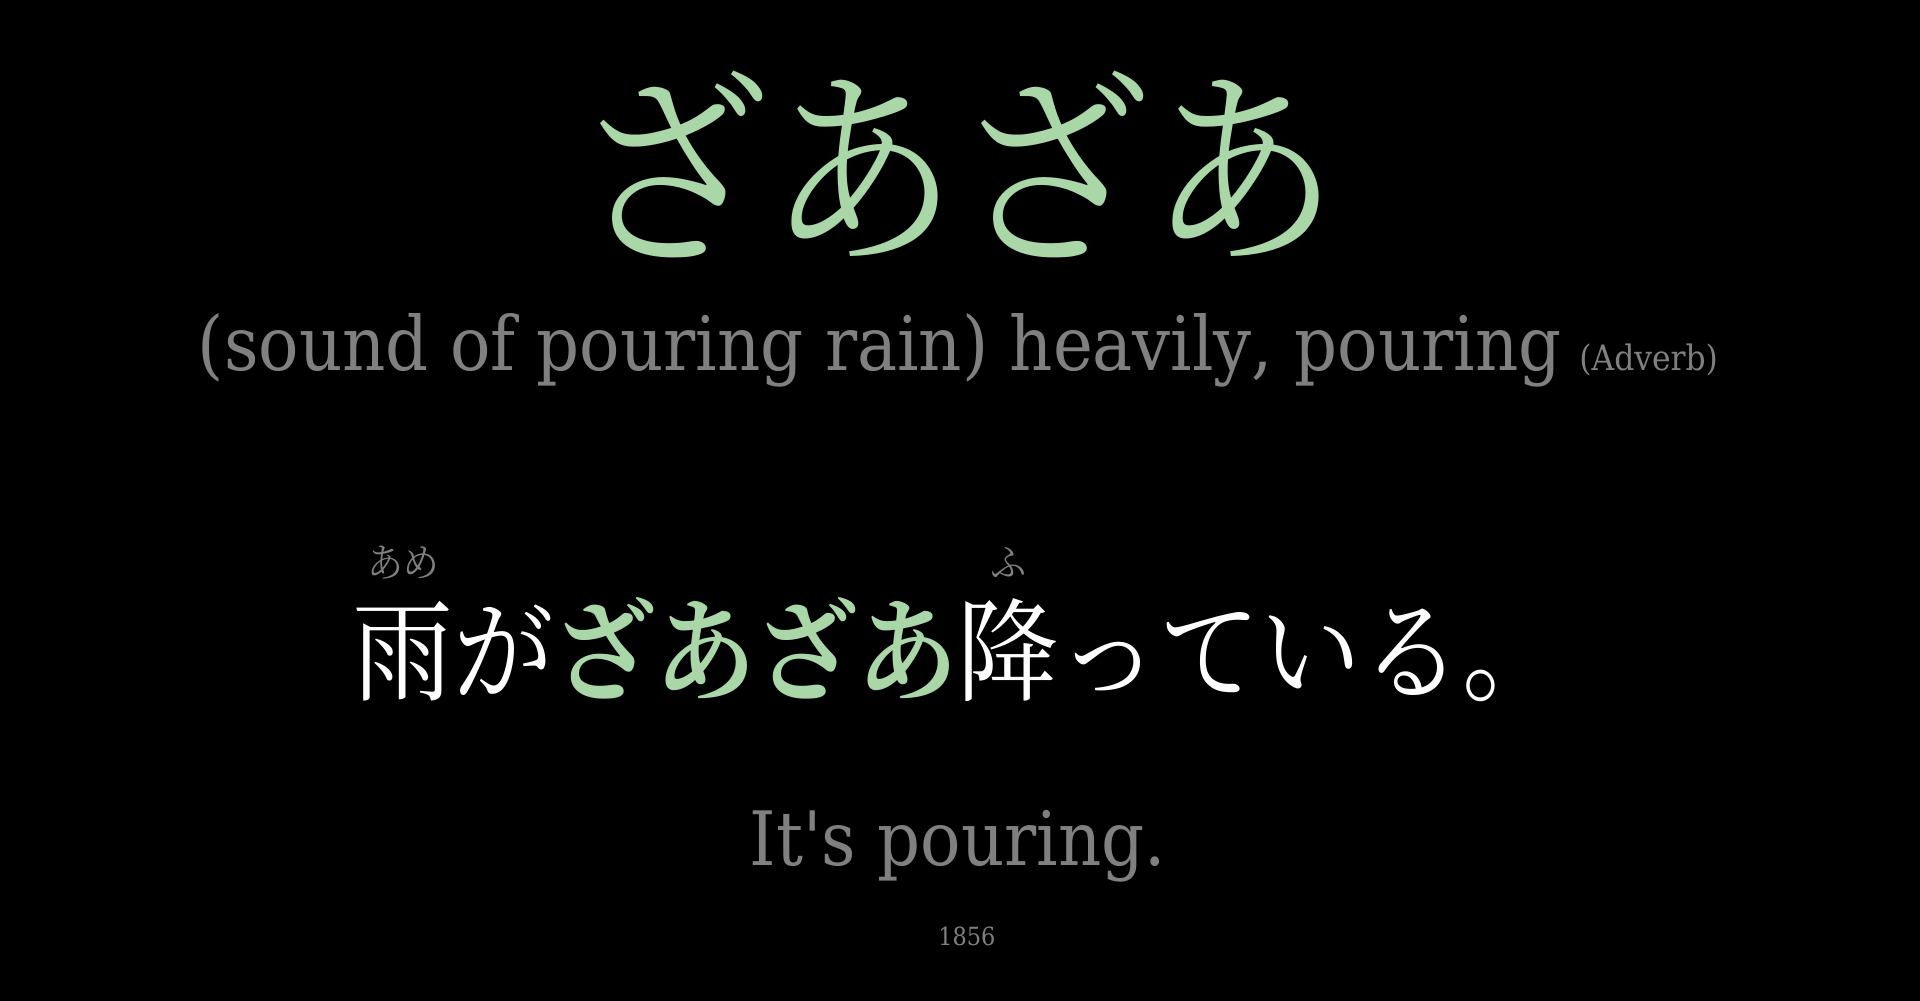 ざあざあ
(sound of pouring rain) heavily, pouring (Adverb)
あめ ふ
雨がざあざあ降っている。
It's pouring.
1856